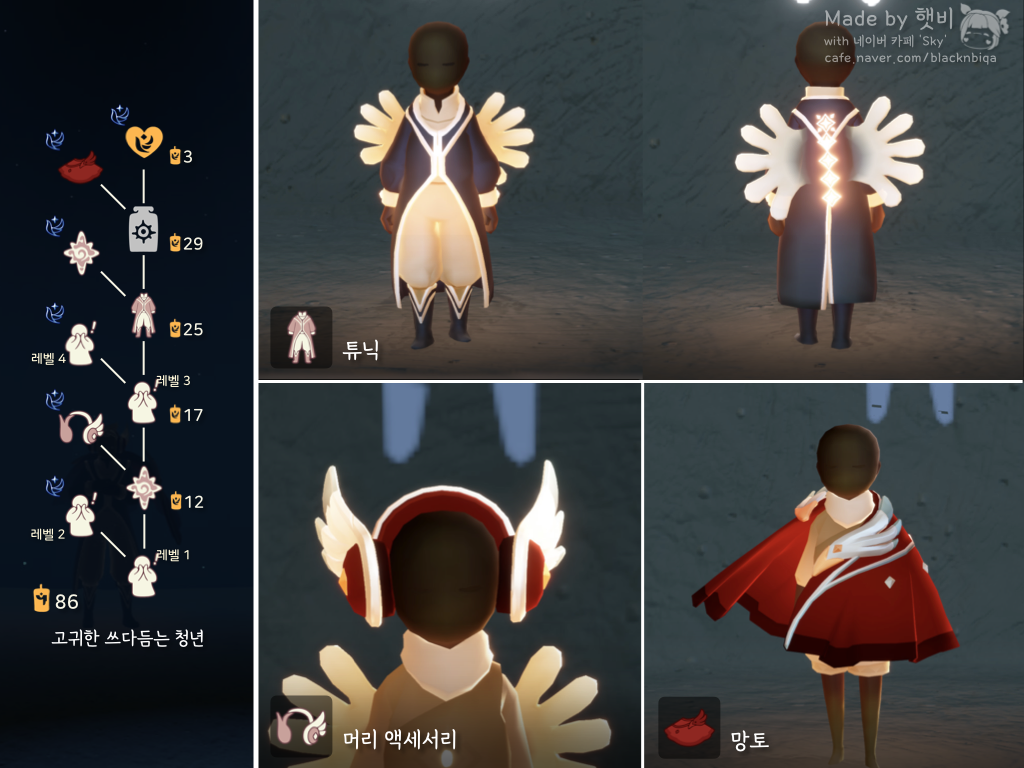 Made by 햇비
with 네이버 카페 'Sky'
cafe.naver.com/blacknbiqa
3
29
25
레벨 4
레벨 3
17
12
레벨 2
레벨 1
86
고귀한 쓰다듬는 청년
튜닉
머리 액세서리
망토